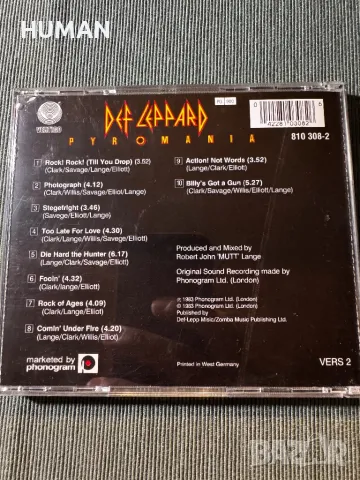 HUMAN
VERTIGO
DEF LEPPARD
PYROMANIA
810 308-2
1 Rock! Rock! (Till You Drop) (3.52)
(Clark/Savage/Lange/Elliott)
2 Photograph (4.12)
(Clark/Willis/Savage/Elliot/Lange)
3 Stagefright (3.46)
(Savege/Elliott/Lange)
4 Too Late For Love (4.30)
(Clark/Lange/Willis/Savage/Elliott)
5 Die Hard the Hunter (6.17)
(Lange/Clark/Savage/Elliott)
6 Foolin' (4.32)
(Clark/lange/Elliott)
7 Rock of Ages (4.09)
(Clark/Lange/Elliott)
8 Comin' Under Fire (4.20)
(Lange/Clark/Willis/Elliott)
9 Action! Not Words (3.52)
(Lange/Clark/Elliott)
10 Billy's Got a Gun (5.27)
(Clark/Willis/Savage/Elliott/Lange)
Produced and Mixed by
Robert John 'MUTT' Lange
Original Sound Recording made by
Phonogram Ltd. (London)
℗ 1983 Phonogram Ltd. (London)
© 1983 Phonogram Ltd. (London)
Published by
Def-Lepp Misic/Zomba Music Publishing Ltd.
marketed by
phonogram
Printed in West Germany
VERS 2
bazar